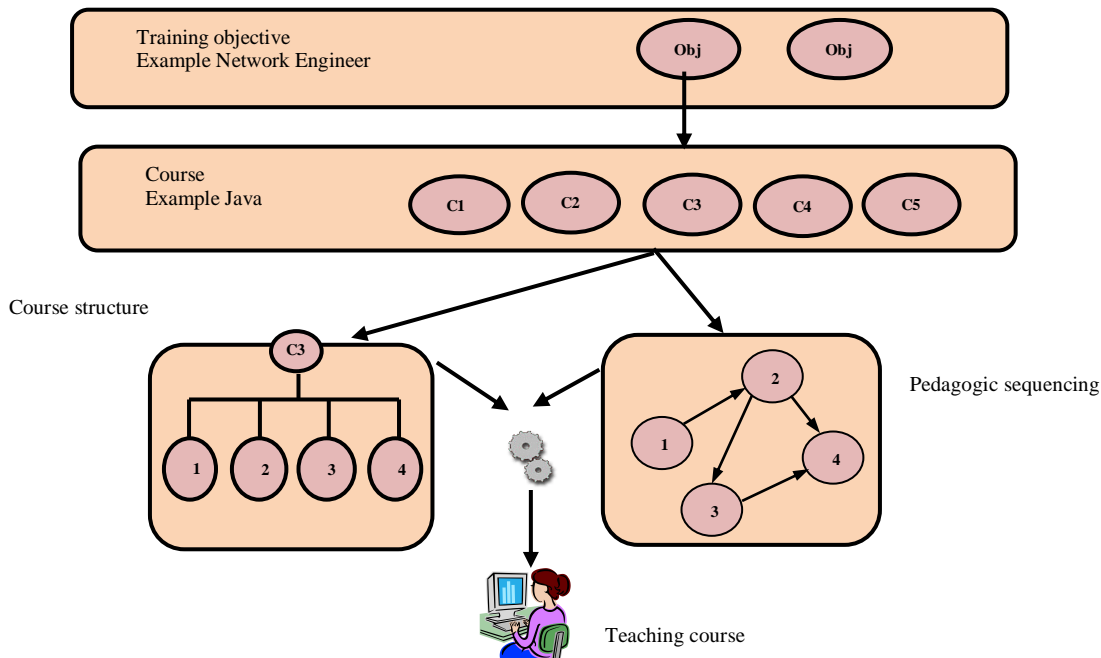 Training objective
Example Network Engineer
Obj
Obj
Course
Example Java
C1
C2
C3
C4
C5
Course structure
C3
1
2
3
4
Pedagogic sequencing
2
1
4
3
Teaching course